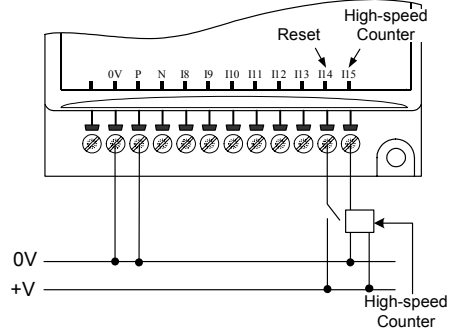 High-speed
Counter
Reset
0V P N I8 I9 I10 I11 I12 I13 I14 I15
0V
+V
High-speed
Counter